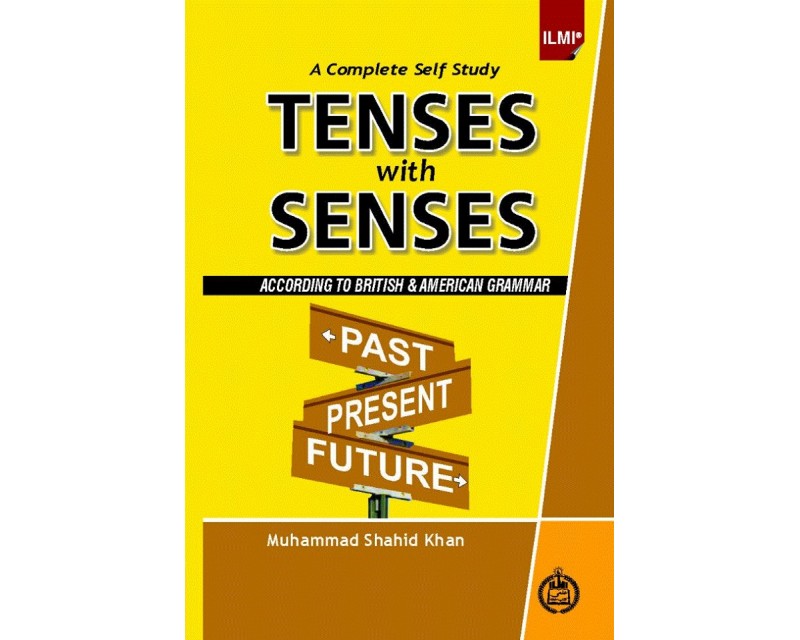 ILMI®
A Complete Self Study
TENSES
with
SENSES
ACCORDING TO BRITISH & AMERICAN GRAMMAR
PAST
PRESENT
FUTURE
Muhammad Shahid Khan